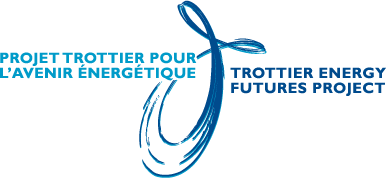 PROJET TROTTIER POUR
L'AVENIR ÉNERGÉTIQUE
TROTTIER ENERGY
FUTURES PROJECT